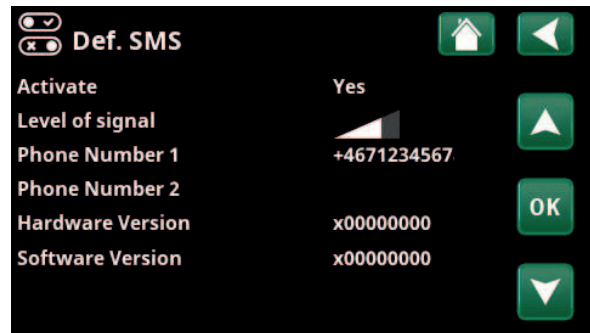 Def. SMS
Activate Yes
Level of signal
Phone Number 1 +4671234567
Phone Number 2
OK
Hardware Version x00000000
Software Version x00000000